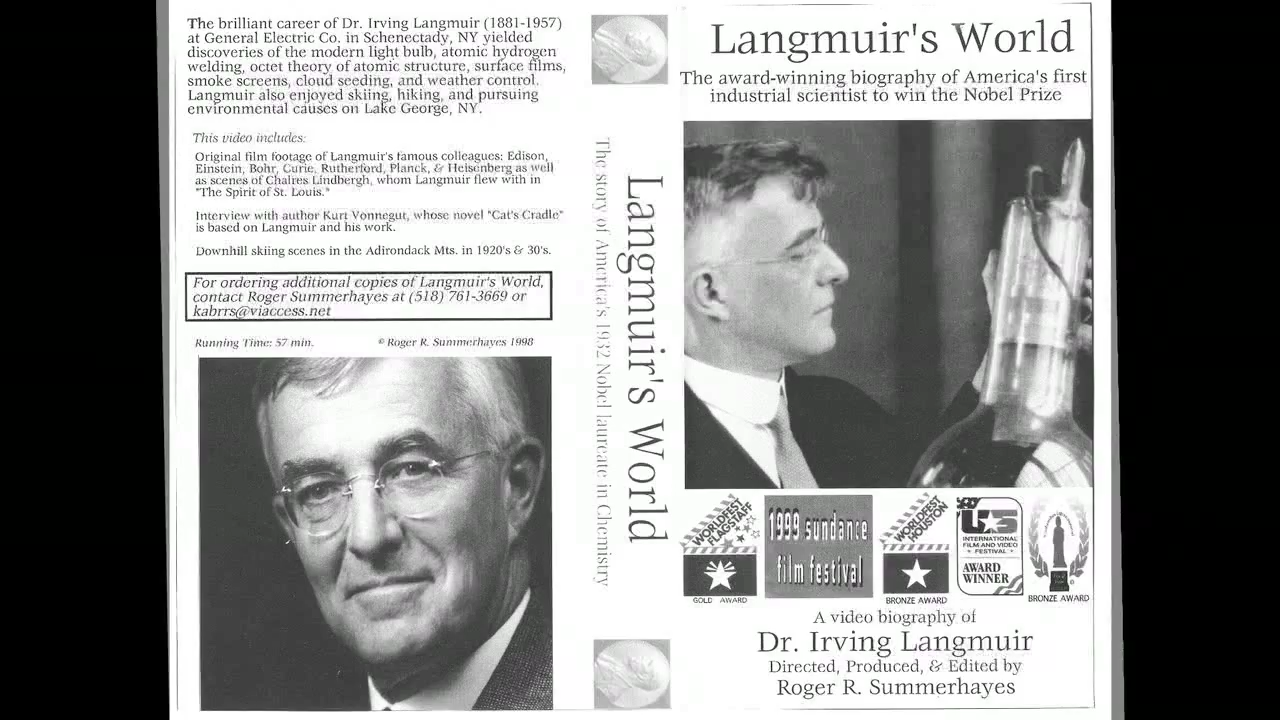 The brilliant career of Dr. Irving Langmuir (1881-1957)
at General Electric Co. in Schenectady, NY yielded
discoveries of the modern light bulb, atomic hydrogen
welding, octet theory of atomic structure, surface films,
smoke screens, cloud seeding, and weather control.
Langmuir also enjoyed skiing, hiking, and pursuing
environmental causes on Lake George, NY.
This video includes:
Original film footage of Langmuir's famous colleagues: Edison,
Einstein, Bohr, Curie, Rutherford, Planck, & Heisenberg as well
as scenes of Chalres Lindbergh, whom Langmuir flew with in
"The Spirit of St. Louis."
Interview with author Kurt Vonnegut, whose novel "Cat's Cradle"
is based on Langmuir and his work.
Downhill skiing scenes in the Adirondack Mts. in 1920's & 30's.
For ordering additional copies of Langmuir's World,
contact Roger Summerhayes at (518) 761-3669 or
kabrrs@viaccess.net
Running Time: 57 min.
© Roger R. Summerhayes 1998
Langmuir's World
The story of America's 1932 Nobel laureate in Chemistry
Langmuir's World
The award-winning biography of America's first
industrial scientist to win the Nobel Prize
WORLDFEST
FLAGSTAFF
GOLD AWARD
1999 sundance
film festival
WORLDFEST
HOUSTON
BRONZE AWARD
US
INTERNATIONAL
FILM AND VIDEO
FESTIVAL
AWARD
WINNER
BRONZE AWARD
A video biography of
Dr. Irving Langmuir
Directed, Produced, & Edited by
Roger R. Summerhayes